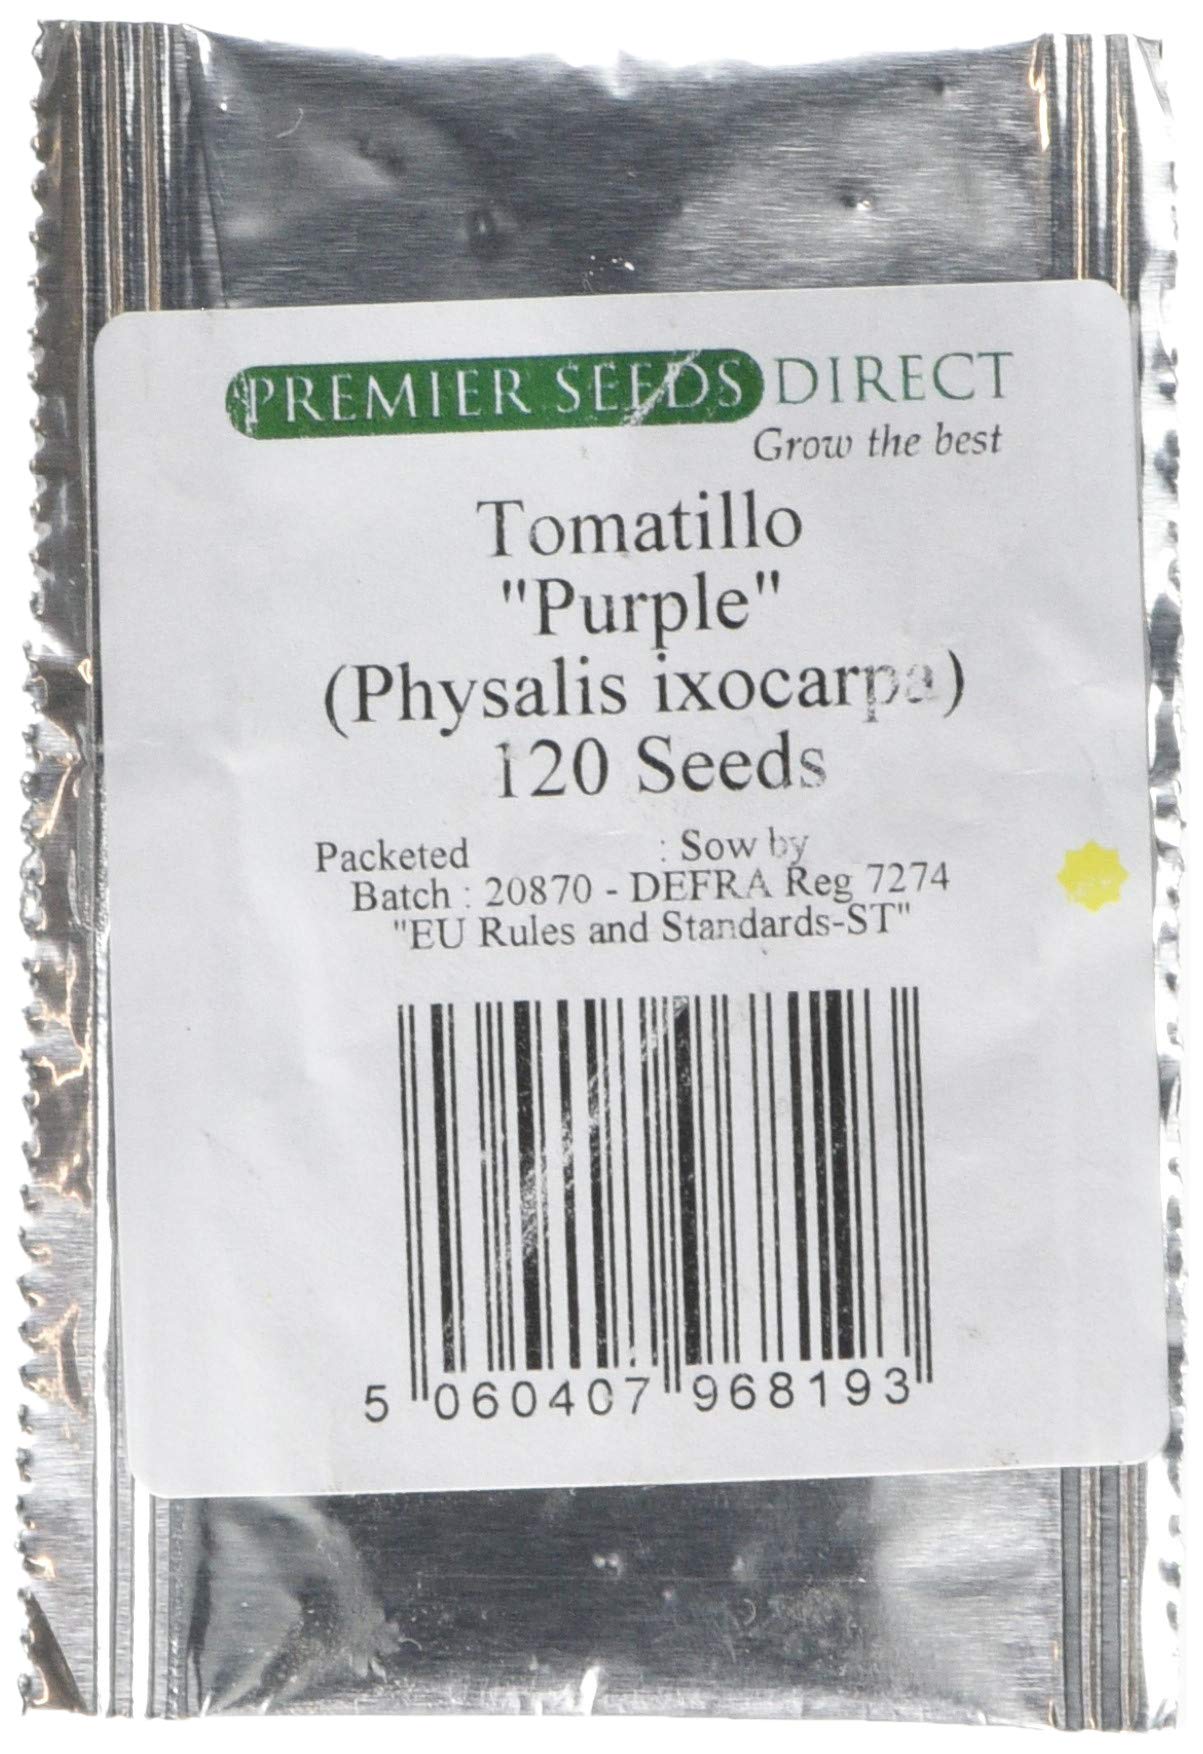 PREMIER SEEDS DIRECT
Grow the best
Tomatillo
"Purple"
(Physalis ixocarpa)
120 Seeds
Packeted : Sow by
Batch : 20870 - DEFRA Reg 7274
"EU Rules and Standards-ST"
5 060407 968193